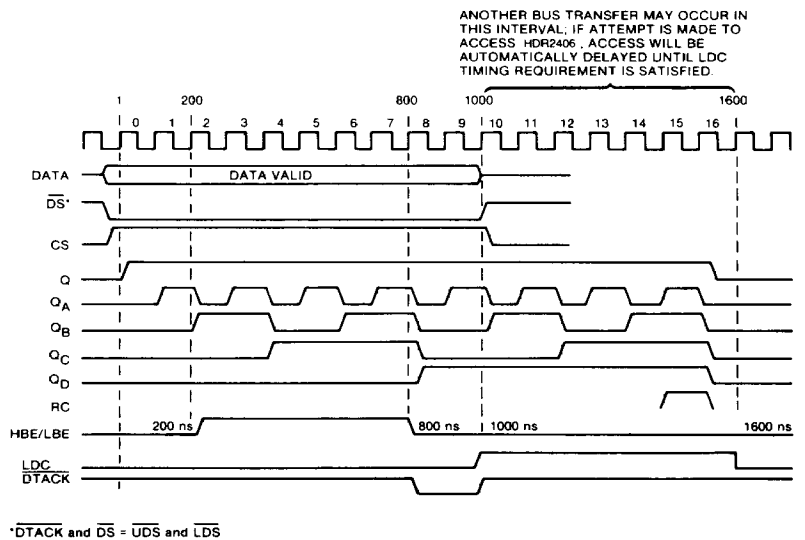 ANOTHER BUS TRANSFER MAY OCCUR IN
THIS INTERVAL; IF ATTEMPT IS MADE TO
ACCESS HDR2406, ACCESS WILL BE
AUTOMATICALLY DELAYED UNTIL LDC
TIMING REQUIREMENT IS SATISFIED.
1 200 800 1000 1600
0 1 2 3 4 5 6 7 8 9 10 11 12 13 14 15 16
DATA DATA VALID
DS*
CS
Q
QA
QB
QC
QD
RC
HBE/LBE 200 ns 800 ns 1000 ns 1600 ns
LDC
DTACK
*DTACK and DS = UDS and LDS